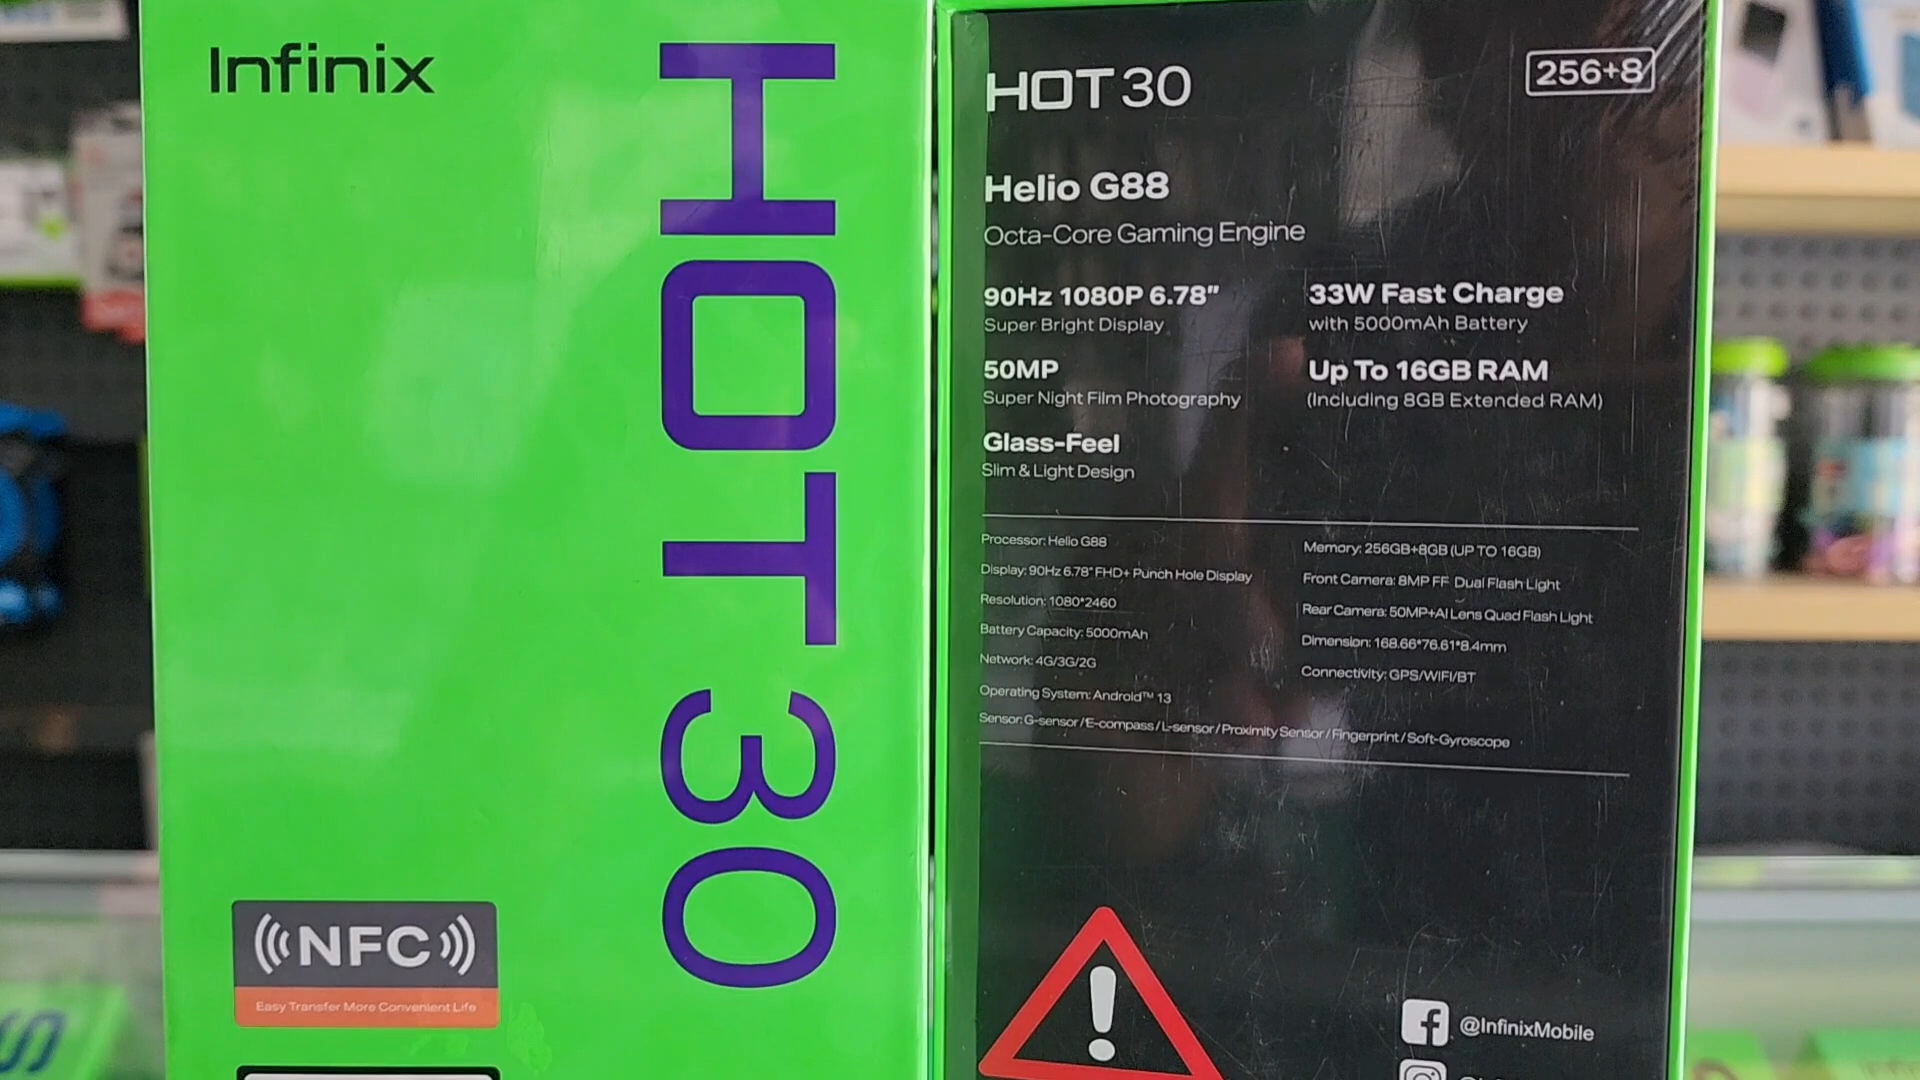 Infinix
HOT 30
NFC
Easy Transfer More Convenient Life
HOT 30
256+8
Helio G88
Octa-Core Gaming Engine
90Hz 1080P 6.78"
Super Bright Display
33W Fast Charge
with 5000mAh Battery
50MP
Super Night Film Photography
Up To 16GB RAM
(Including 8GB Extended RAM)
Glass-Feel
Slim & Light Design
Processor: Helio G88
Display: 90Hz 6.78" FHD+ Punch Hole Display
Resolution: 1080*2460
Battery Capacity: 5000mAh
Network: 4G/3G/2G
Operating System: Android™ 13
Memory: 256GB+8GB (UP TO 16GB)
Front Camera: 8MP FF Dual Flash Light
Rear Camera: 50MP+AI Lens Quad Flash Light
Dimension: 168.66*76.61*8.4mm
Connectivity: GPS/WIFI/BT
Sensor: G-sensor/E-compass/L-sensor/Proximity Sensor/Fingerprint/Soft-Gyroscope
@InfinixMobile